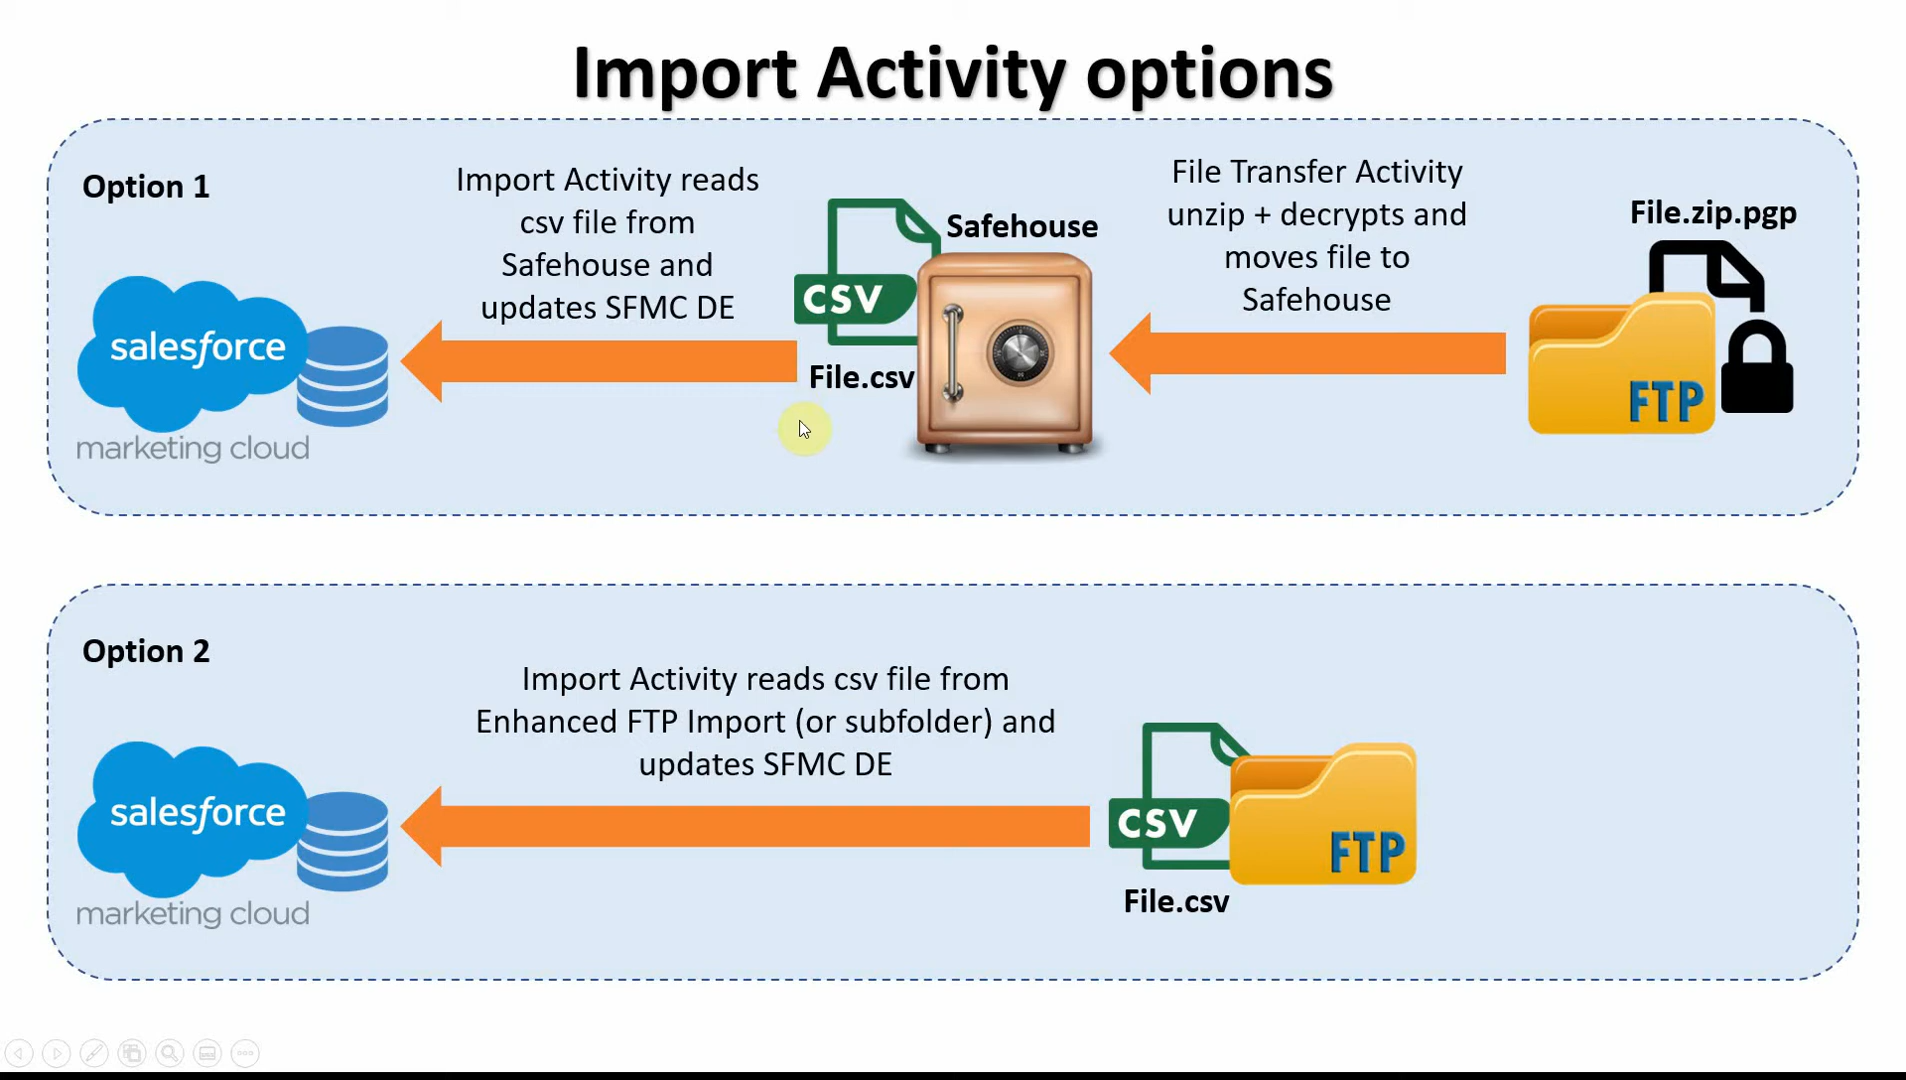 Import Activity options
Option 1
Import Activity reads
csv file from
Safehouse and
updates SFMC DE
CSV
File.csv
Safehouse
File Transfer Activity
unzip + decrypts and
moves file to
Safehouse
File.zip.pgp
FTP
salesforce
marketing cloud
Option 2
Import Activity reads csv file from
Enhanced FTP Import (or subfolder) and
updates SFMC DE
CSV
FTP
File.csv
salesforce
marketing cloud